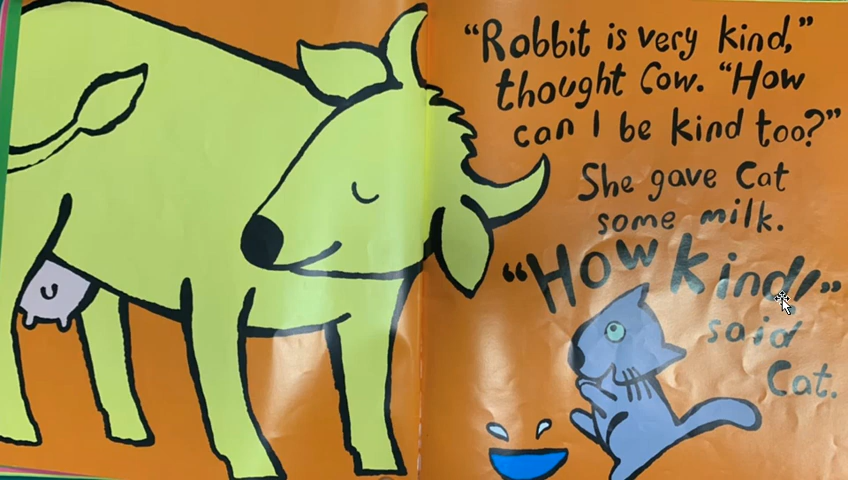 “Rabbit is very kind,”
thought Cow. “How
can I be kind too?”
She gave Cat
some milk.
“How kind!”
said
Cat.